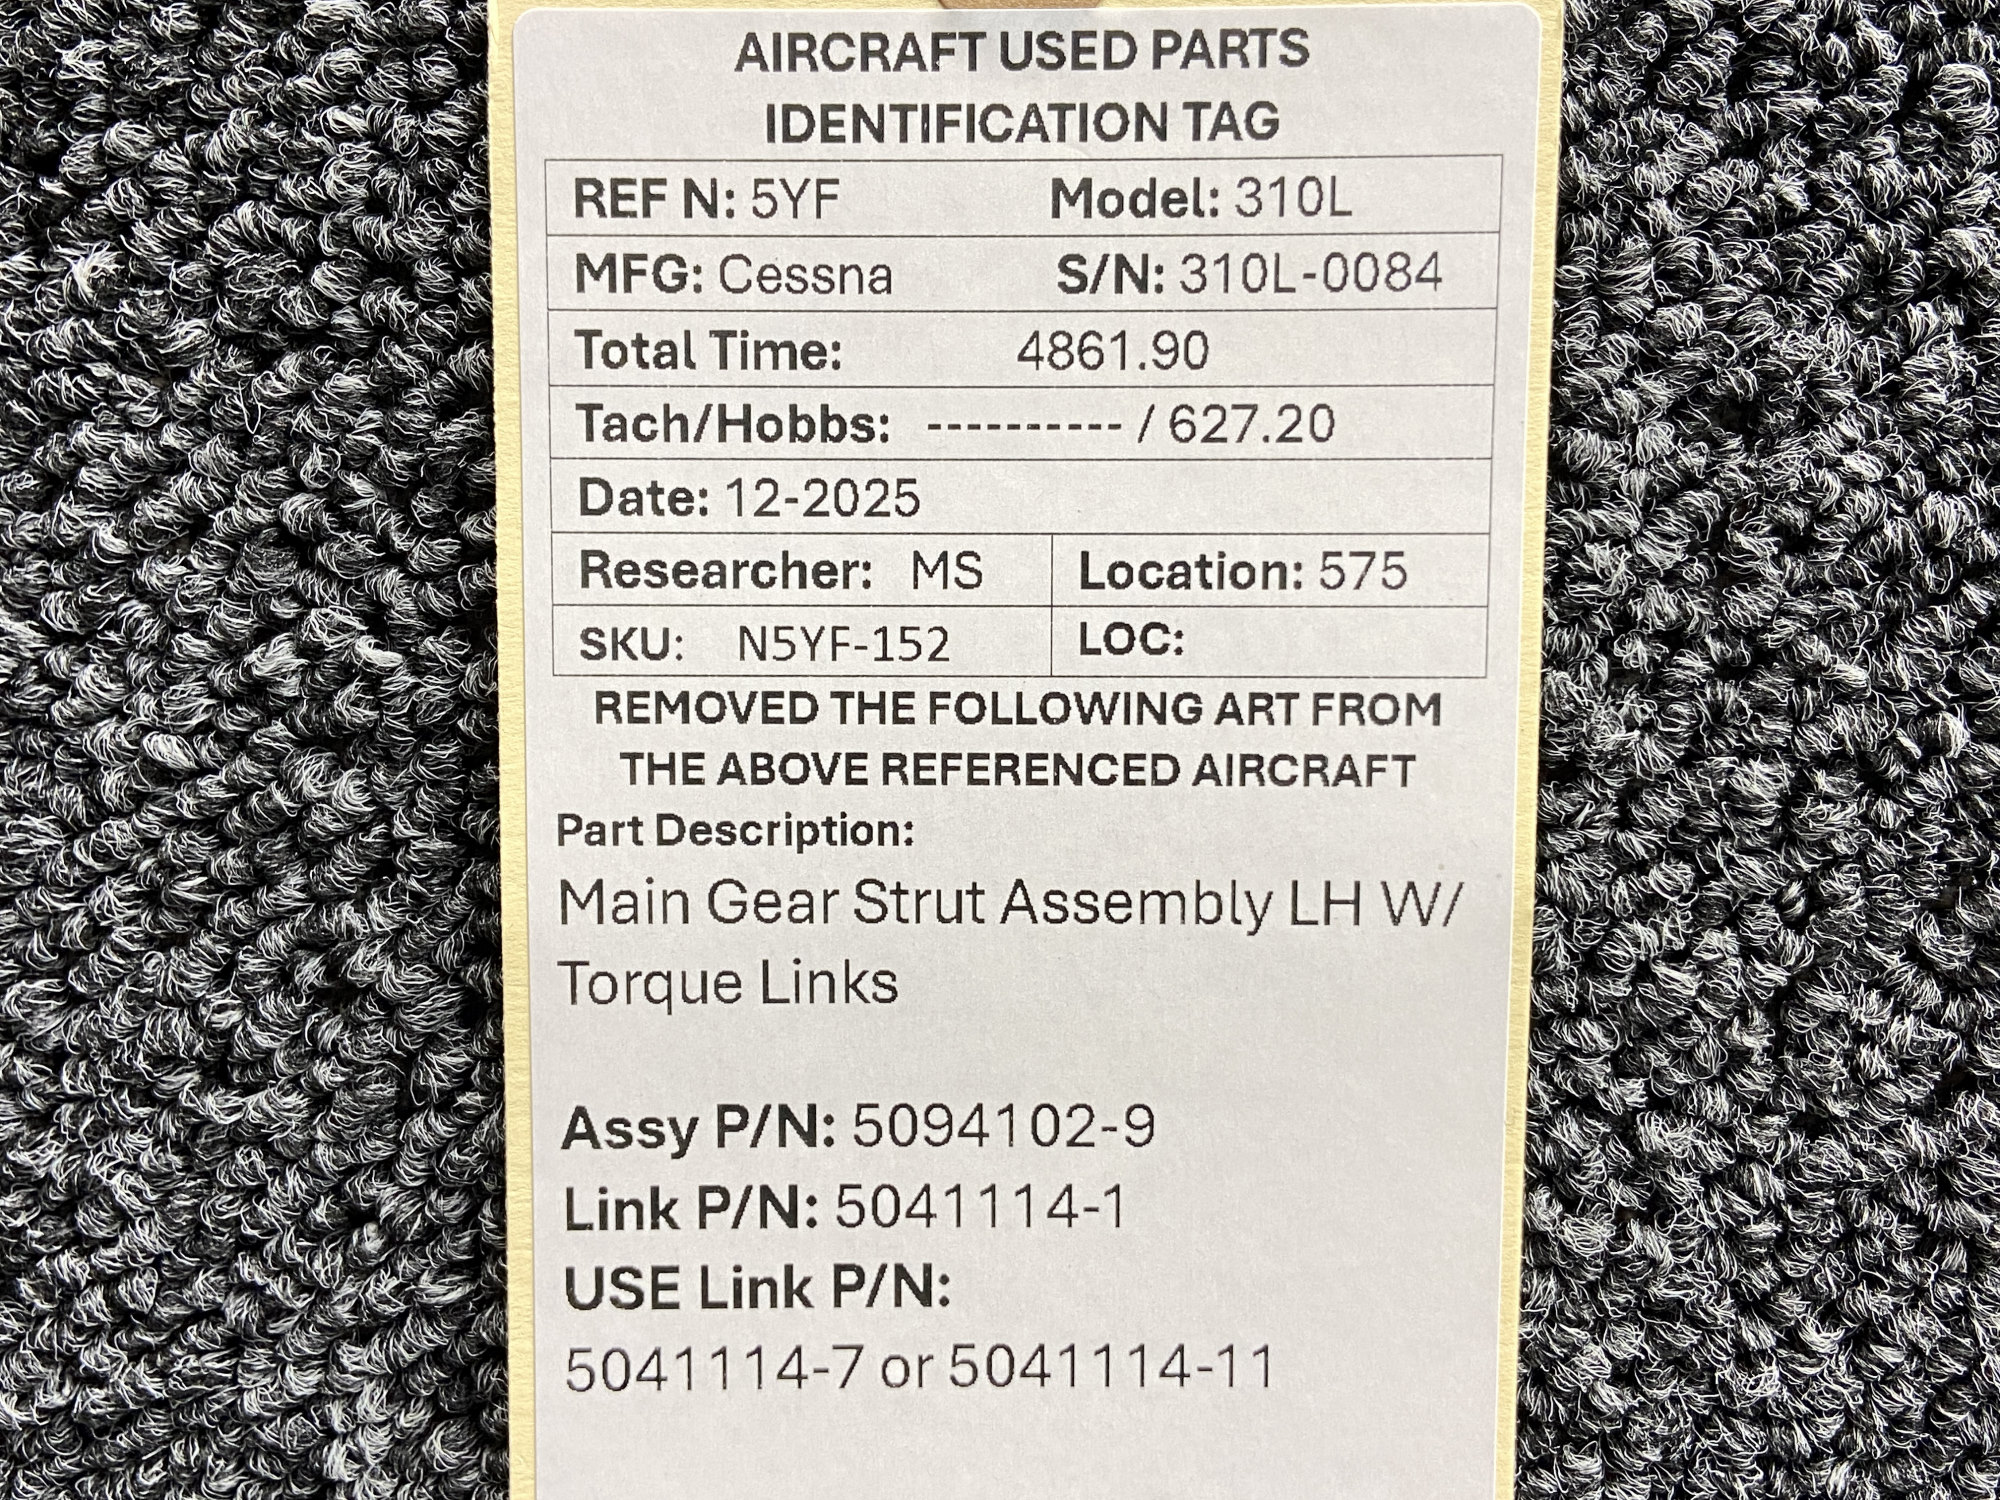 AIRCRAFT USED PARTS
IDENTIFICATION TAG
REF N: 5YF Model: 310L
MFG: Cessna S/N: 310L-0084
Total Time: 4861.90
Tach/Hobbs: ---------- / 627.20
Date: 12-2025
Researcher: MS Location: 575
SKU: N5YF-152 LOC:
REMOVED THE FOLLOWING ART FROM
THE ABOVE REFERENCED AIRCRAFT
Part Description:
Main Gear Strut Assembly LH W/
Torque Links
Assy P/N: 5094102-9
Link P/N: 5041114-1
USE Link P/N:
5041114-7 or 5041114-11